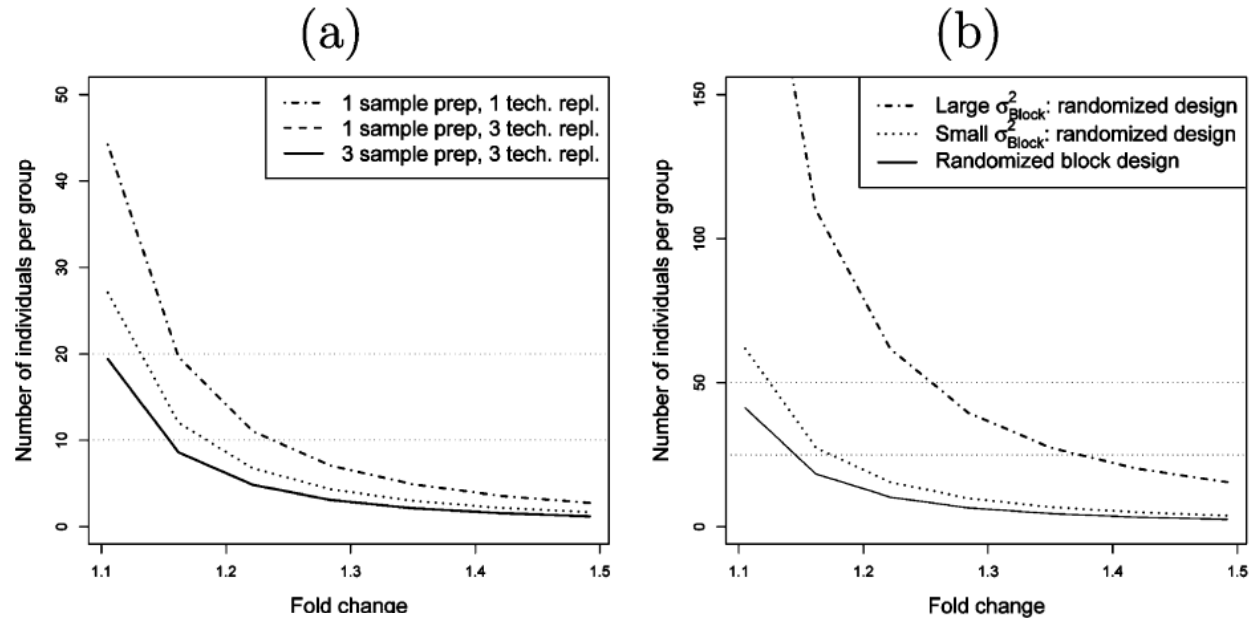 (a)
50
40
30
20
10
0
Number of individuals per group
1 sample prep, 1 tech. repl.
1 sample prep, 3 tech. repl.
3 sample prep, 3 tech. repl.
1.1 1.2 1.3 1.4 1.5
Fold change
(b)
150
100
50
0
Number of individuals per group
Large σ²Block: randomized design
Small σ²Block: randomized design
Randomized block design
1.1 1.2 1.3 1.4 1.5
Fold change